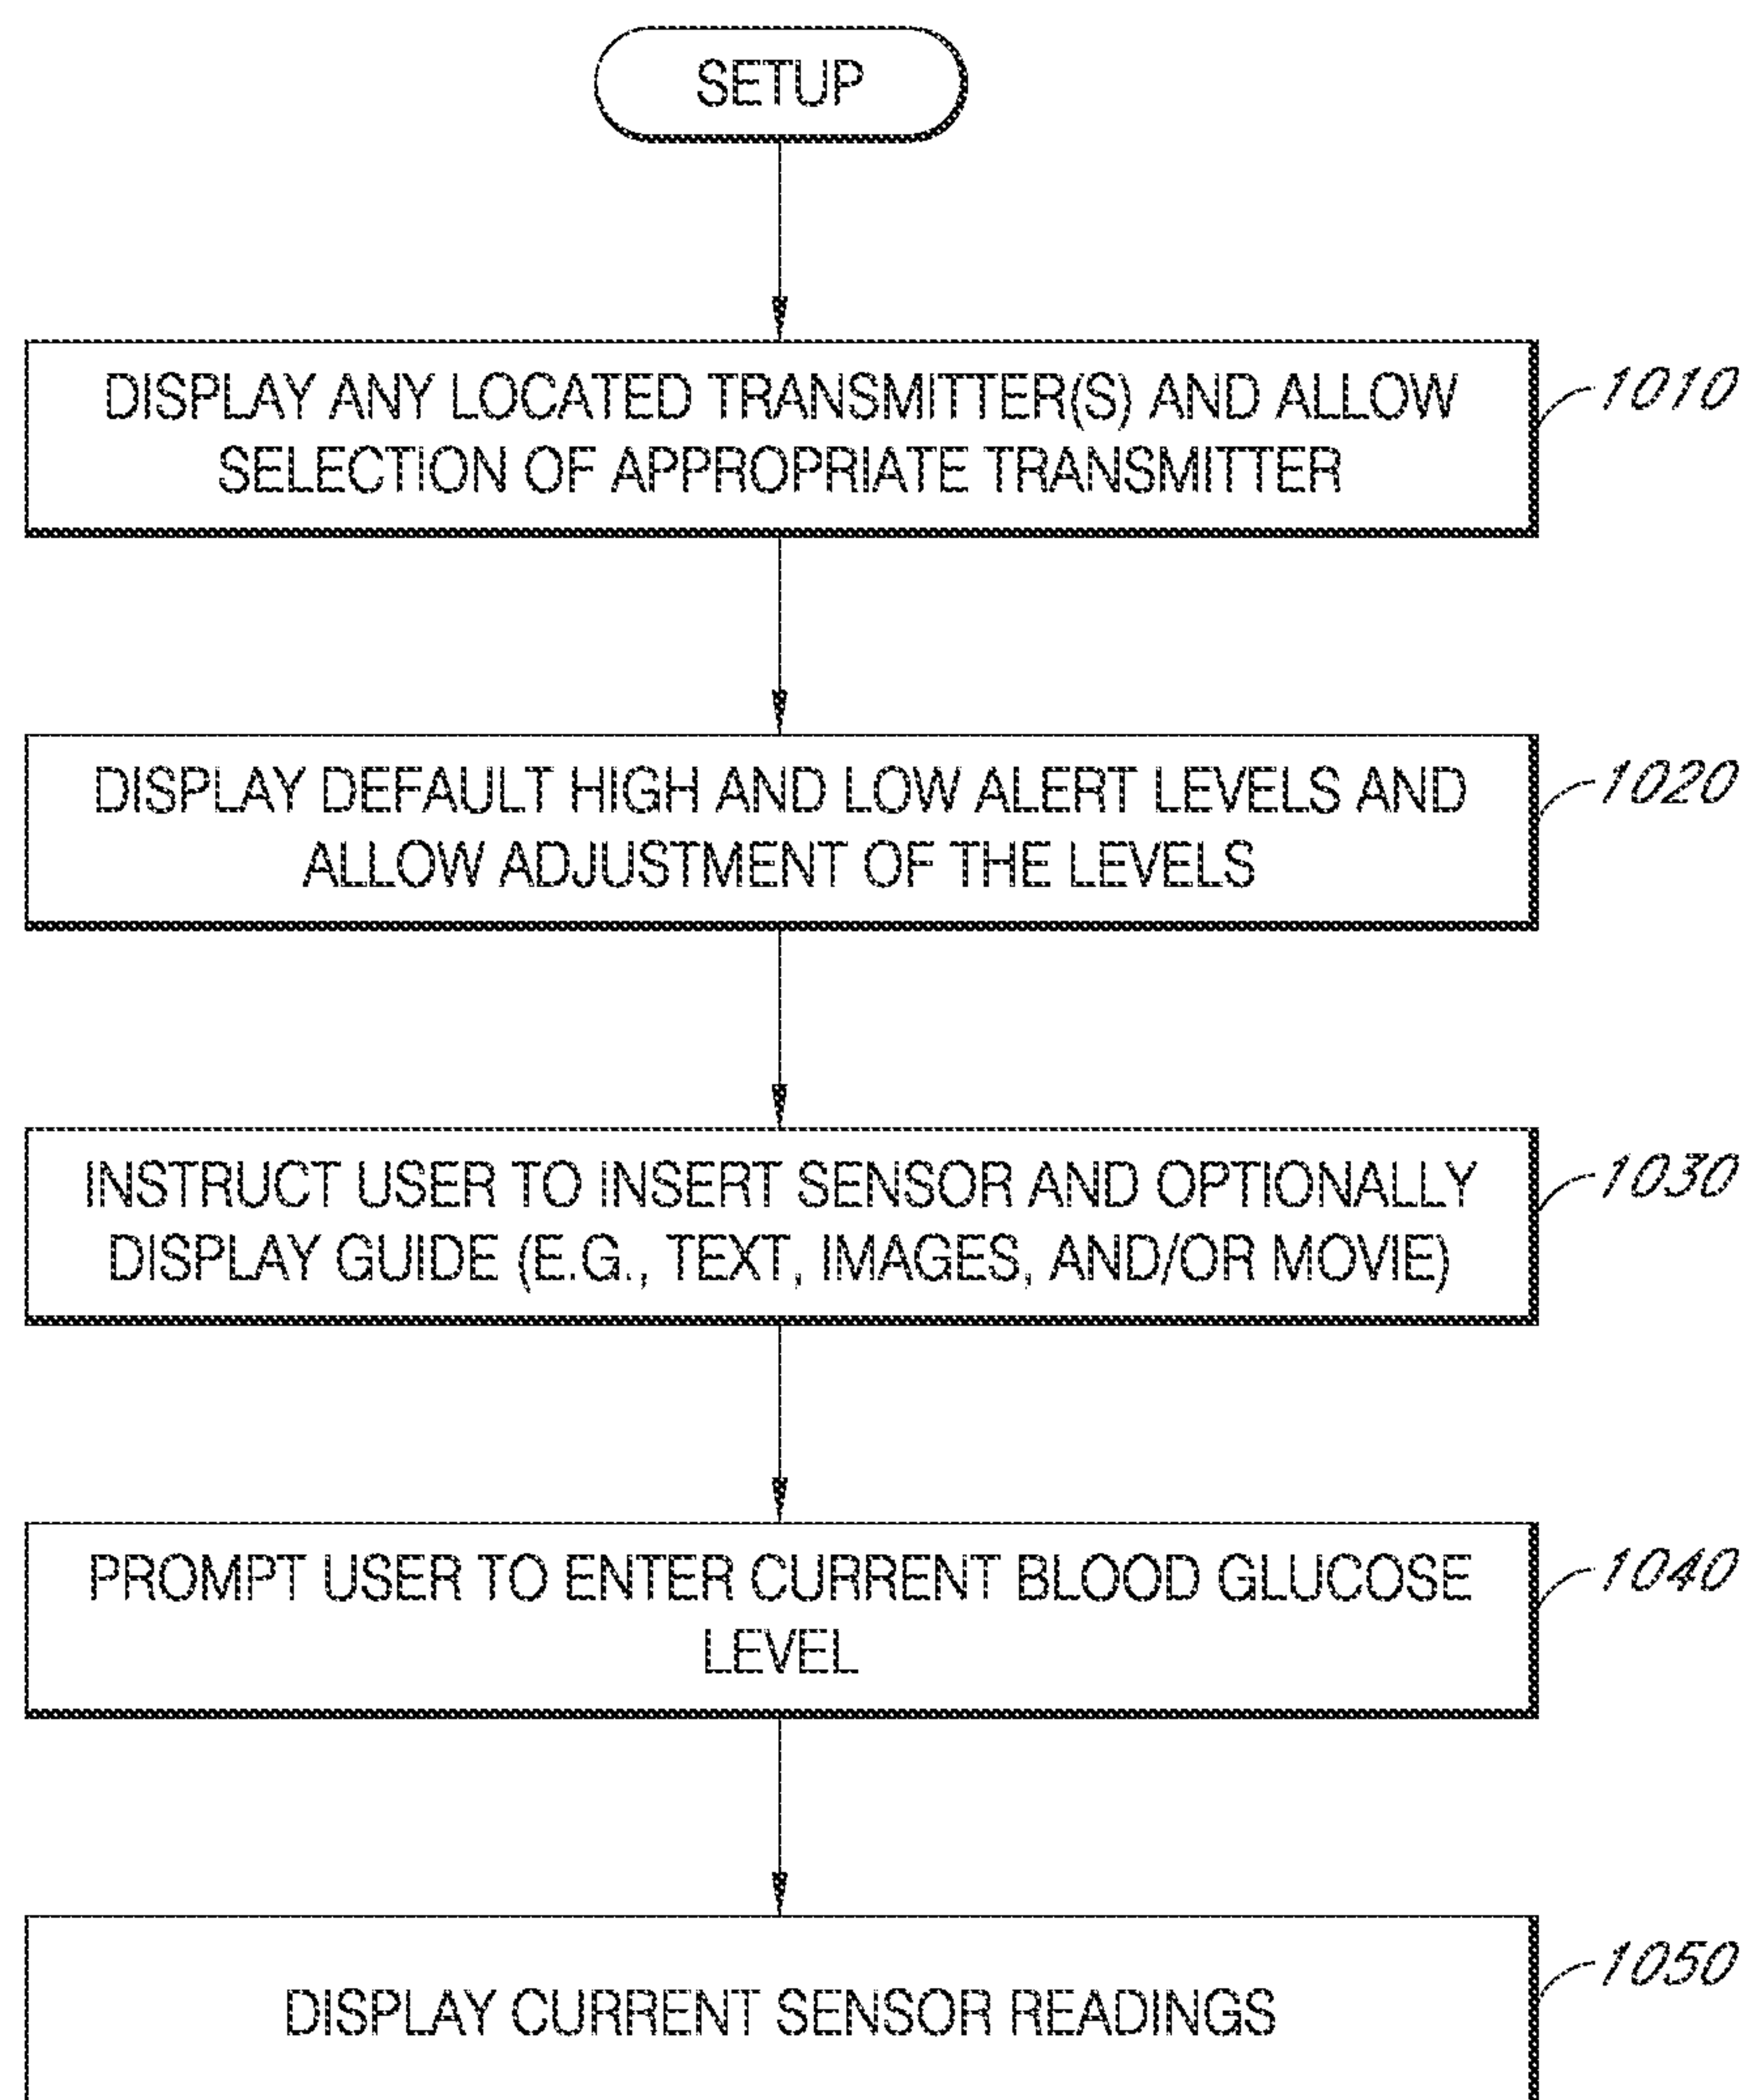 SETUP
DISPLAY ANY LOCATED TRANSMITTER(S) AND ALLOW
SELECTION OF APPROPRIATE TRANSMITTER
1010
DISPLAY DEFAULT HIGH AND LOW ALERT LEVELS AND
ALLOW ADJUSTMENT OF THE LEVELS
1020
INSTRUCT USER TO INSERT SENSOR AND OPTIONALLY
DISPLAY GUIDE (E.G., TEXT, IMAGES, AND/OR MOVIE)
1030
PROMPT USER TO ENTER CURRENT BLOOD GLUCOSE
LEVEL
1040
DISPLAY CURRENT SENSOR READINGS
1050